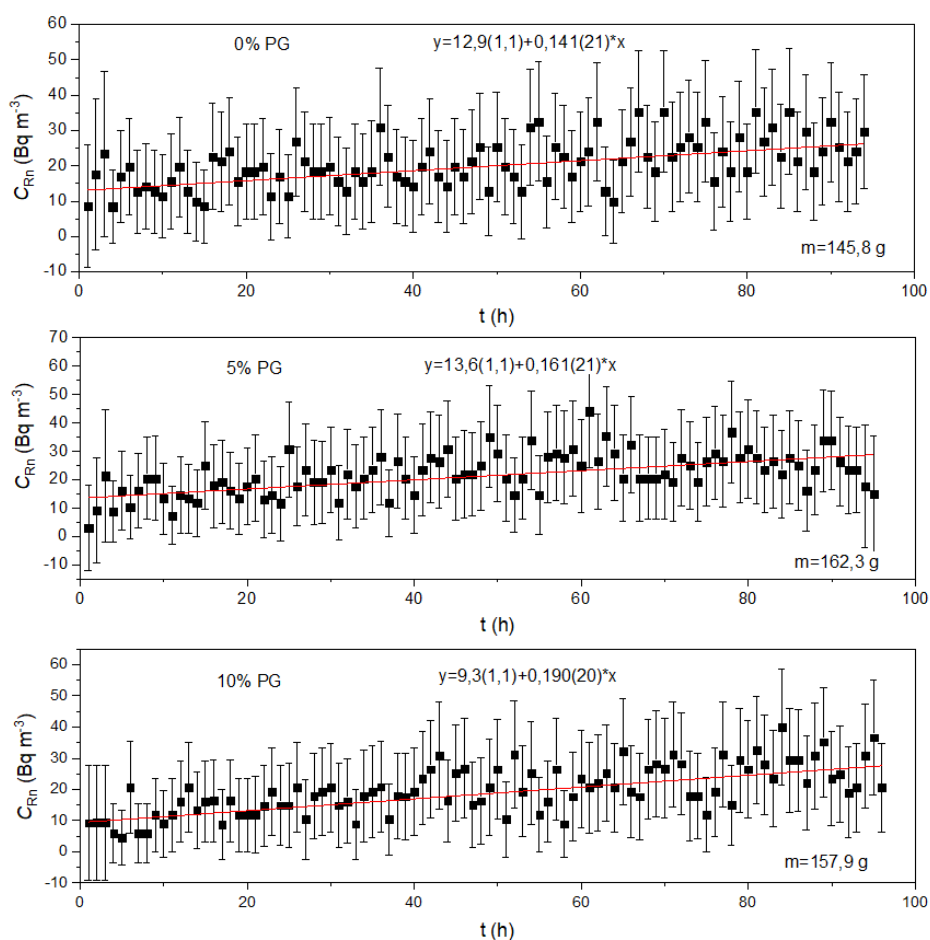 60
50
40
30
20
10
0
-10
C_Rn (Bq m⁻³)
0% PG
y=12,9(1,1)+0,141(21)*x
m=145,8 g
0 20 40 60 80 100
t (h)
70
60
50
40
30
20
10
0
-10
C_Rn (Bq m⁻³)
5% PG
y=13,6(1,1)+0,161(21)*x
m=162,3 g
0 20 40 60 80 100
t (h)
60
50
40
30
20
10
0
-10
C_Rn (Bq m⁻³)
10% PG
y=9,3(1,1)+0,190(20)*x
m=157,9 g
0 20 40 60 80 100
t (h)